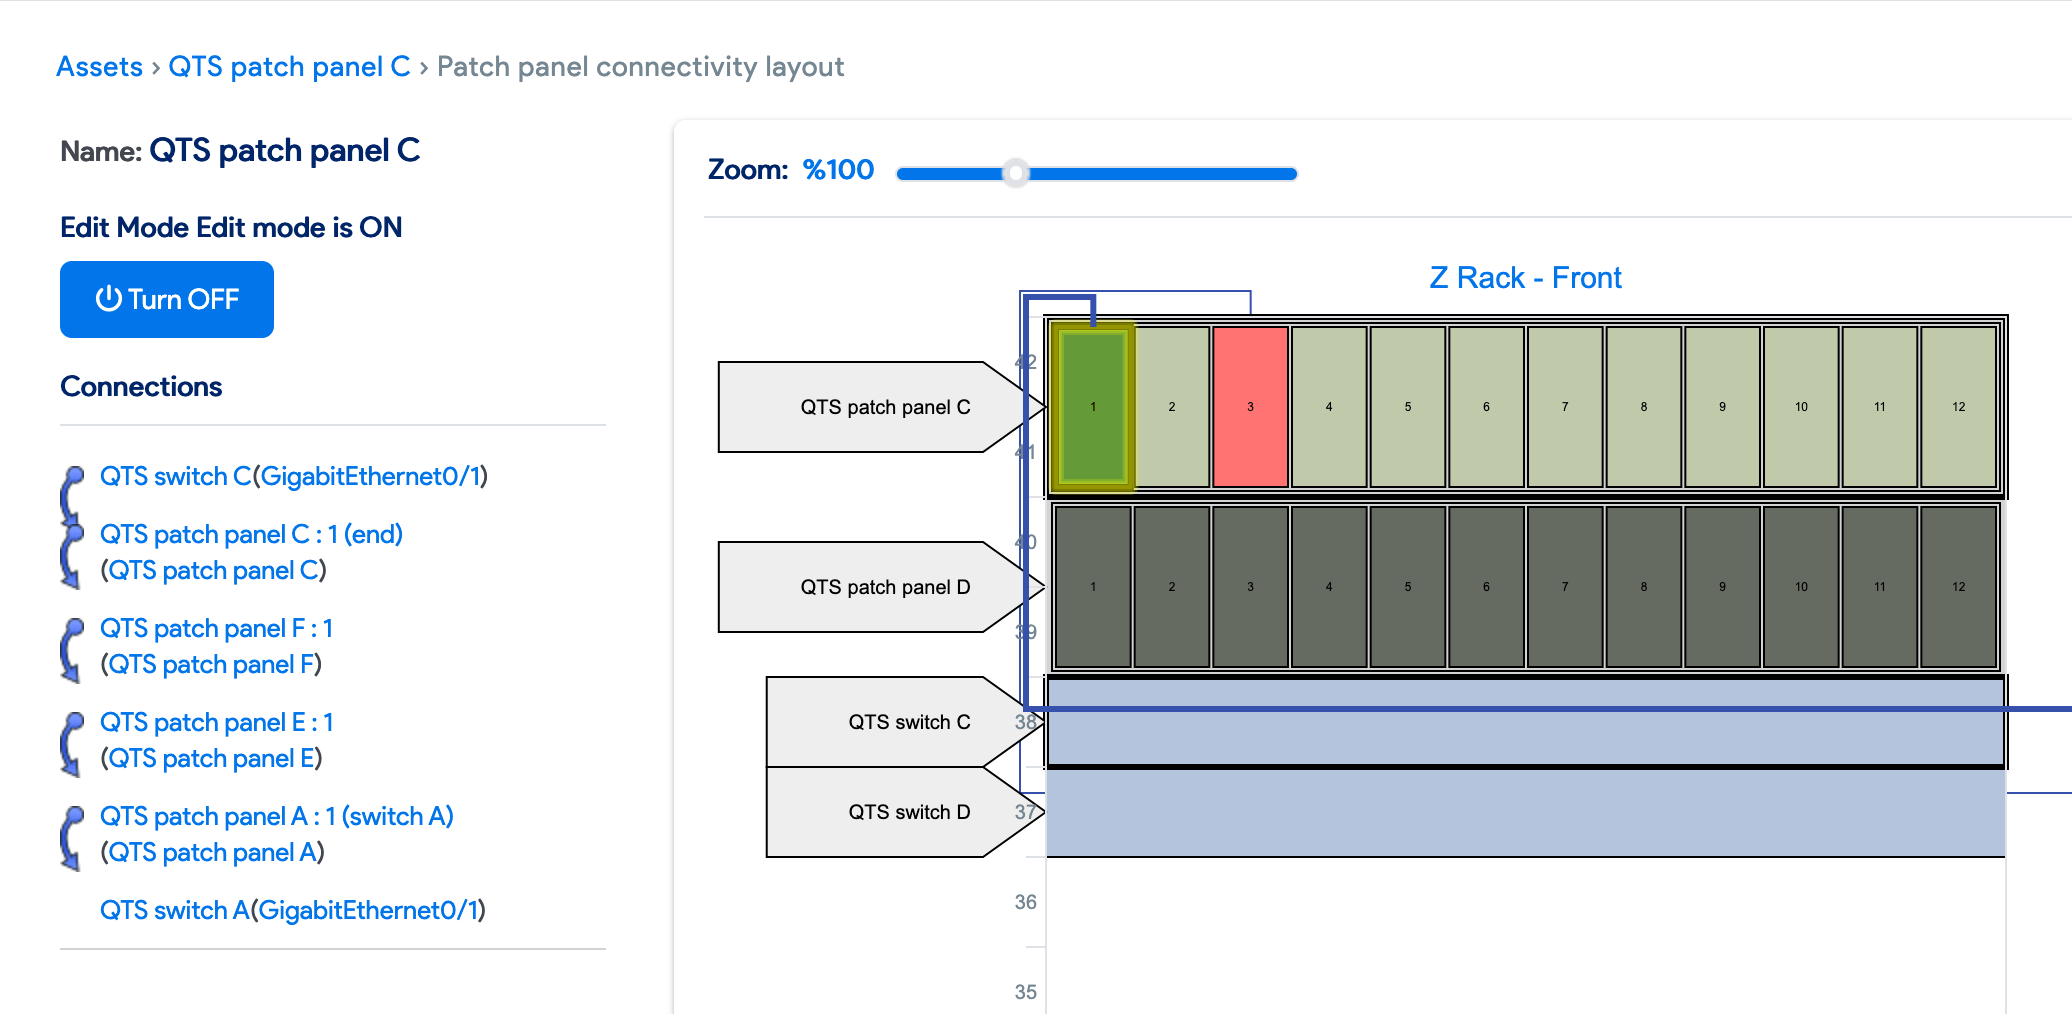 Assets › QTS patch panel C › Patch panel connectivity layout
Name: QTS patch panel C
Edit Mode Edit mode is ON
Turn OFF
Connections
QTS switch C(GigabitEthernet0/1)
QTS patch panel C : 1 (end)
(QTS patch panel C)
QTS patch panel F : 1
(QTS patch panel F)
QTS patch panel E : 1
(QTS patch panel E)
QTS patch panel A : 1 (switch A)
(QTS patch panel A)
QTS switch A(GigabitEthernet0/1)
Zoom: %100
Z Rack - Front
42
QTS patch panel C
1 2 3 4 5 6 7 8 9 10 11 12
41
40
QTS patch panel D
1 2 3 4 5 6 7 8 9 10 11 12
39
QTS switch C
38
QTS switch D
37
36
35